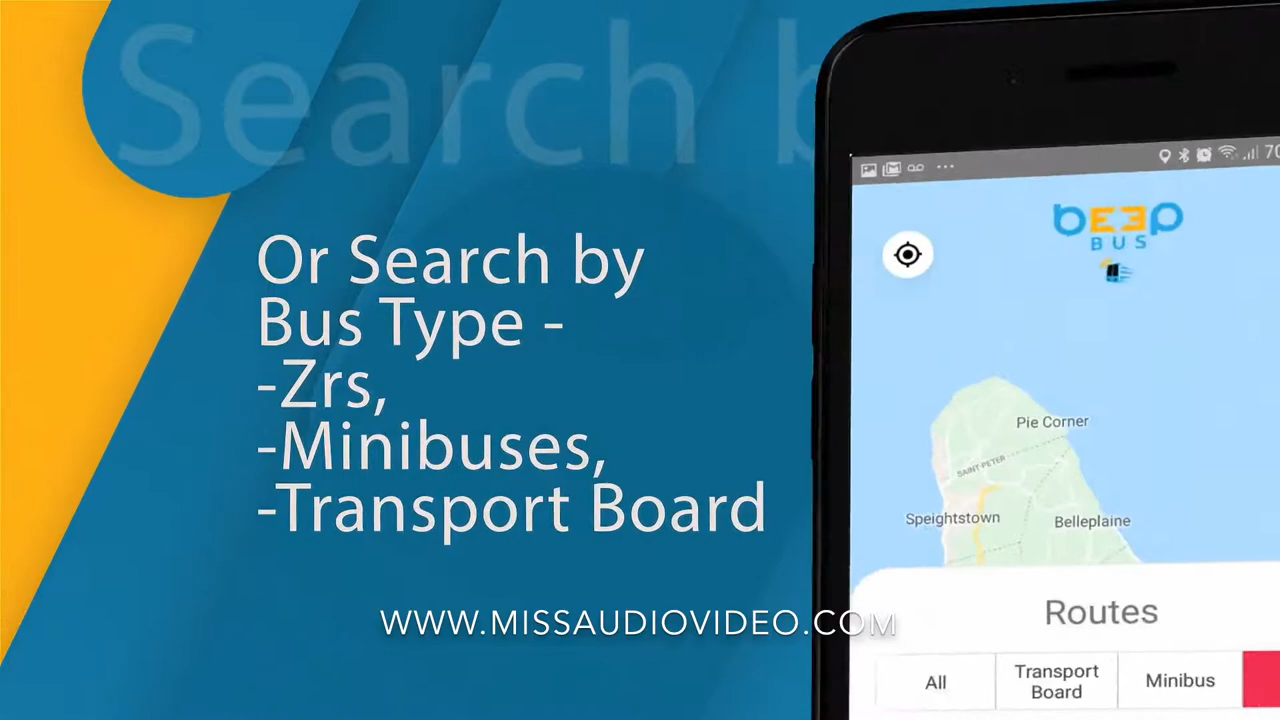 Search b
Or Search by
Bus Type -
-Zrs,
-Minibuses,
-Transport Board
WWW.MISSAUDIOVIDEO.COM
70
bEEp
BUS
Pie Corner
SAINT PETER
Speightstown
Belleplaine
Routes
All
Transport
Board
Minibus